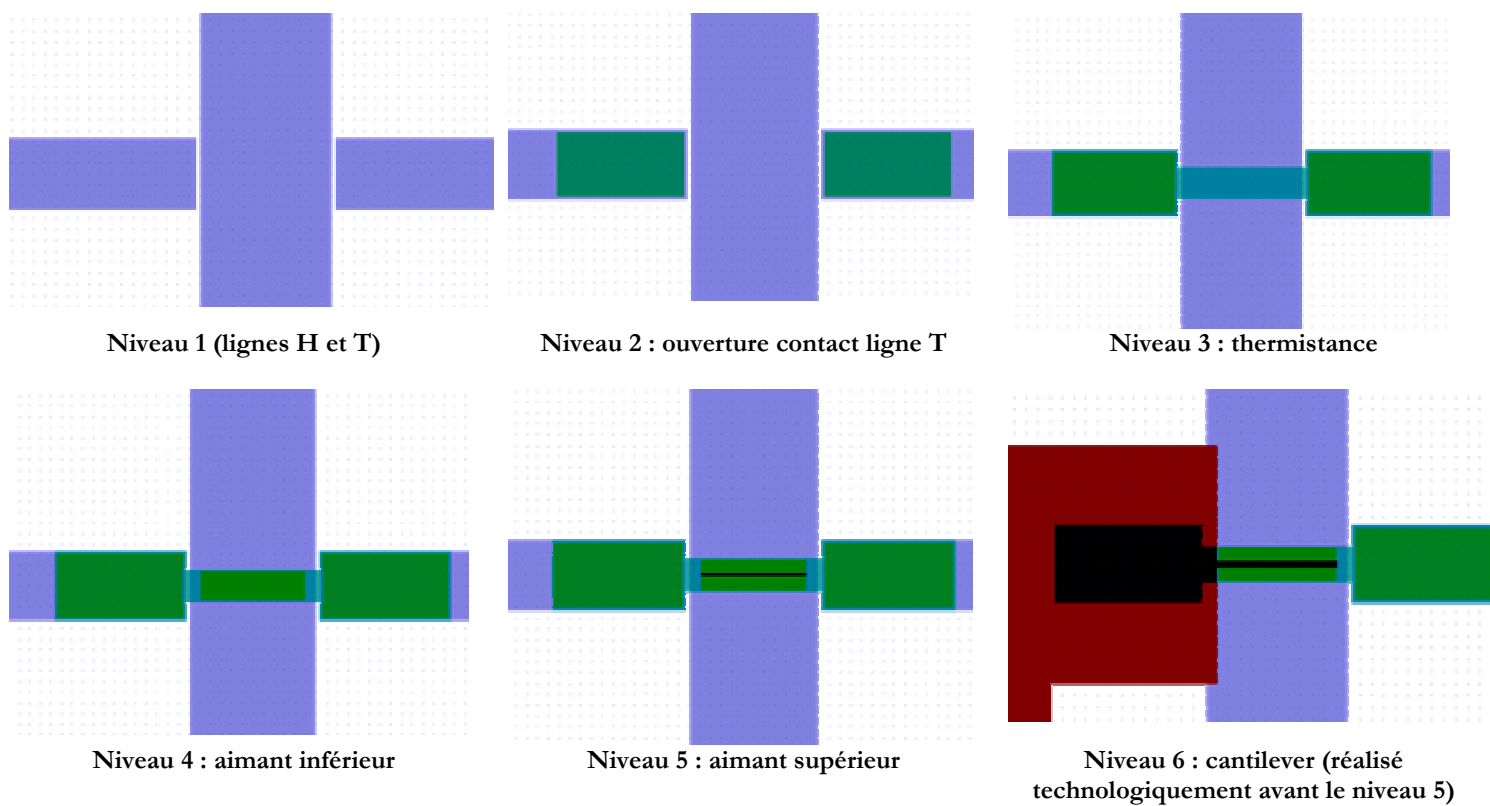 Niveau 1 (lignes H et T)
Niveau 2 : ouverture contact ligne T
Niveau 3 : thermistance
Niveau 4 : aimant inférieur
Niveau 5 : aimant supérieur
Niveau 6 : cantilever (réalisé
technologiquement avant le niveau 5)